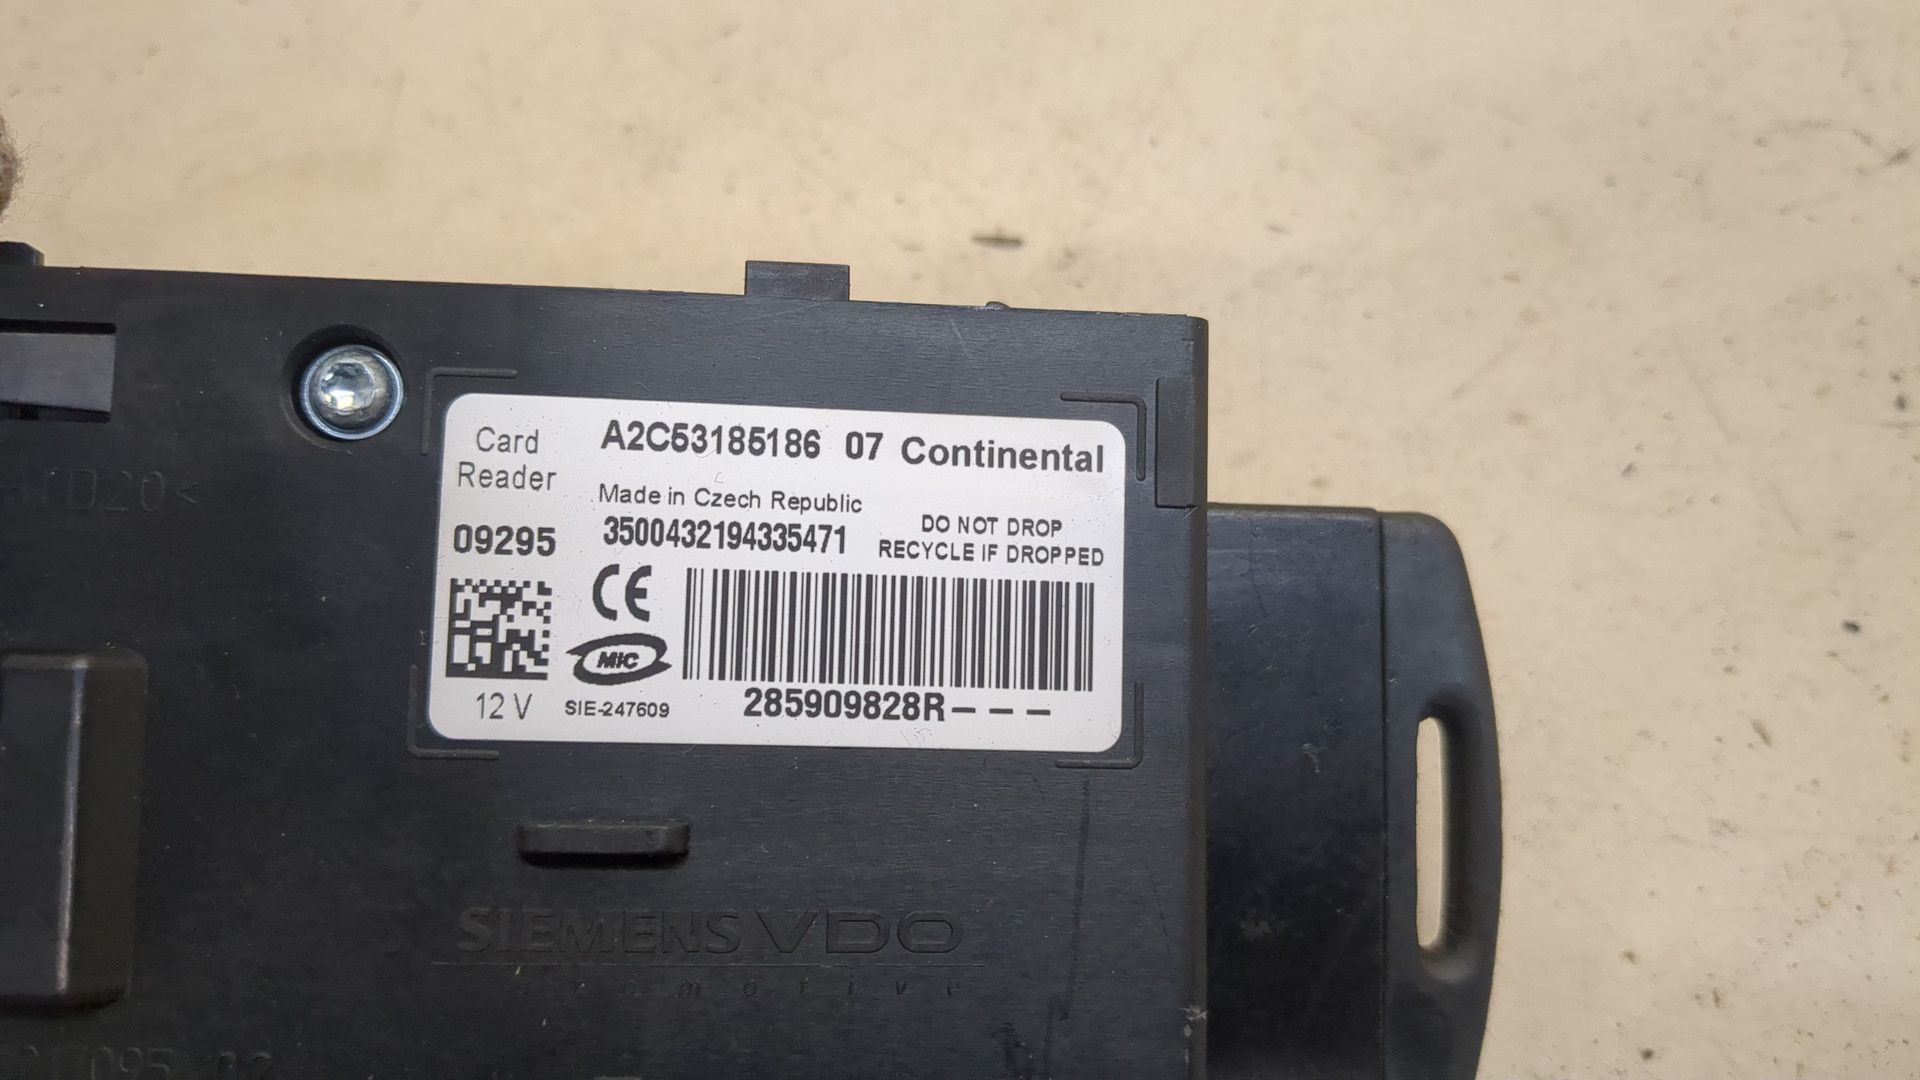 Card Reader
A2C53185186 07 Continental
Made in Czech Republic
09295
3500432194335471
DO NOT DROP
RECYCLE IF DROPPED
CE
MIC
12 V
SIE-247609
285909828R---
TD20<
SIEMENS VDO